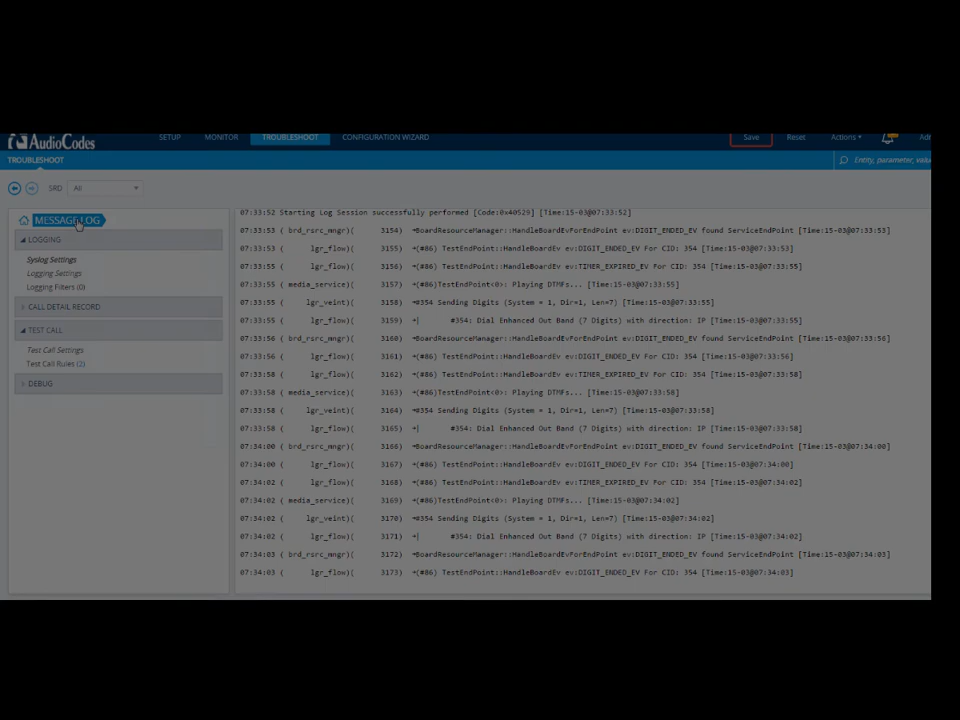 AudioCodes SETUP MONITOR TROUBLESHOOT CONFIGURATION WIZARD Save Reset Actions
TROUBLESHOOT Entity, parameter, valu
SRD All
MESSAGE LOG
LOGGING
Syslog Settings
Logging Settings
Logging Filters (0)
CALL DETAIL RECORD
TEST CALL
Test Call Settings
Test Call Rules (2)
DEBUG
07:33:52 Starting Log Session successfully performed [Code:0x40529] [Time:15-03@07:33:52]
07:33:53 ( brd_rsrc_mngr)( 3154) +BoardResourceManager::HandleBoardEvForEndPoint ev:DIGIT_ENDED_EV found ServiceEndPoint [Time:15-03@07:33:53]
07:33:53 ( lgr_flow)( 3155) +(#86) TestEndPoint::HandleBoardEv ev:DIGIT_ENDED_EV For CID: 354 [Time:15-03@07:33:53]
07:33:55 ( lgr_flow)( 3156) +(#86) TestEndPoint::HandleBoardEv ev:TIMER_EXPIRED_EV For CID: 354 [Time:15-03@07:33:55]
07:33:55 ( media_service)( 3157) +(#86)TestEndPoint<0>: Playing DTMFs... [Time:15-03@07:33:55]
07:33:55 ( lgr_veint)( 3158) +#354 Sending Digits (System = 1, Dir=1, Len=7) [Time:15-03@07:33:55]
07:33:55 ( lgr_flow)( 3159) +| #354: Dial Enhanced Out Band (7 Digits) with direction: IP [Time:15-03@07:33:55]
07:33:56 ( brd_rsrc_mngr)( 3160) +BoardResourceManager::HandleBoardEvForEndPoint ev:DIGIT_ENDED_EV found ServiceEndPoint [Time:15-03@07:33:56]
07:33:56 ( lgr_flow)( 3161) +(#86) TestEndPoint::HandleBoardEv ev:DIGIT_ENDED_EV For CID: 354 [Time:15-03@07:33:56]
07:33:58 ( lgr_flow)( 3162) +(#86) TestEndPoint::HandleBoardEv ev:TIMER_EXPIRED_EV For CID: 354 [Time:15-03@07:33:58]
07:33:58 ( media_service)( 3163) +(#86)TestEndPoint<0>: Playing DTMFs... [Time:15-03@07:33:58]
07:33:58 ( lgr_veint)( 3164) +#354 Sending Digits (System = 1, Dir=1, Len=7) [Time:15-03@07:33:58]
07:33:58 ( lgr_flow)( 3165) +| #354: Dial Enhanced Out Band (7 Digits) with direction: IP [Time:15-03@07:33:58]
07:34:00 ( brd_rsrc_mngr)( 3166) +BoardResourceManager::HandleBoardEvForEndPoint ev:DIGIT_ENDED_EV found ServiceEndPoint [Time:15-03@07:34:00]
07:34:00 ( lgr_flow)( 3167) +(#86) TestEndPoint::HandleBoardEv ev:DIGIT_ENDED_EV For CID: 354 [Time:15-03@07:34:00]
07:34:02 ( lgr_flow)( 3168) +(#86) TestEndPoint::HandleBoardEv ev:TIMER_EXPIRED_EV For CID: 354 [Time:15-03@07:34:02]
07:34:02 ( media_service)( 3169) +(#86)TestEndPoint<0>: Playing DTMFs... [Time:15-03@07:34:02]
07:34:02 ( lgr_veint)( 3170) +#354 Sending Digits (System = 1, Dir=1, Len=7) [Time:15-03@07:34:02]
07:34:02 ( lgr_flow)( 3171) +| #354: Dial Enhanced Out Band (7 Digits) with direction: IP [Time:15-03@07:34:02]
07:34:03 ( brd_rsrc_mngr)( 3172) +BoardResourceManager::HandleBoardEvForEndPoint ev:DIGIT_ENDED_EV found ServiceEndPoint [Time:15-03@07:34:03]
07:34:03 ( lgr_flow)( 3173) +(#86) TestEndPoint::HandleBoardEv ev:DIGIT_ENDED_EV For CID: 354 [Time:15-03@07:34:03]